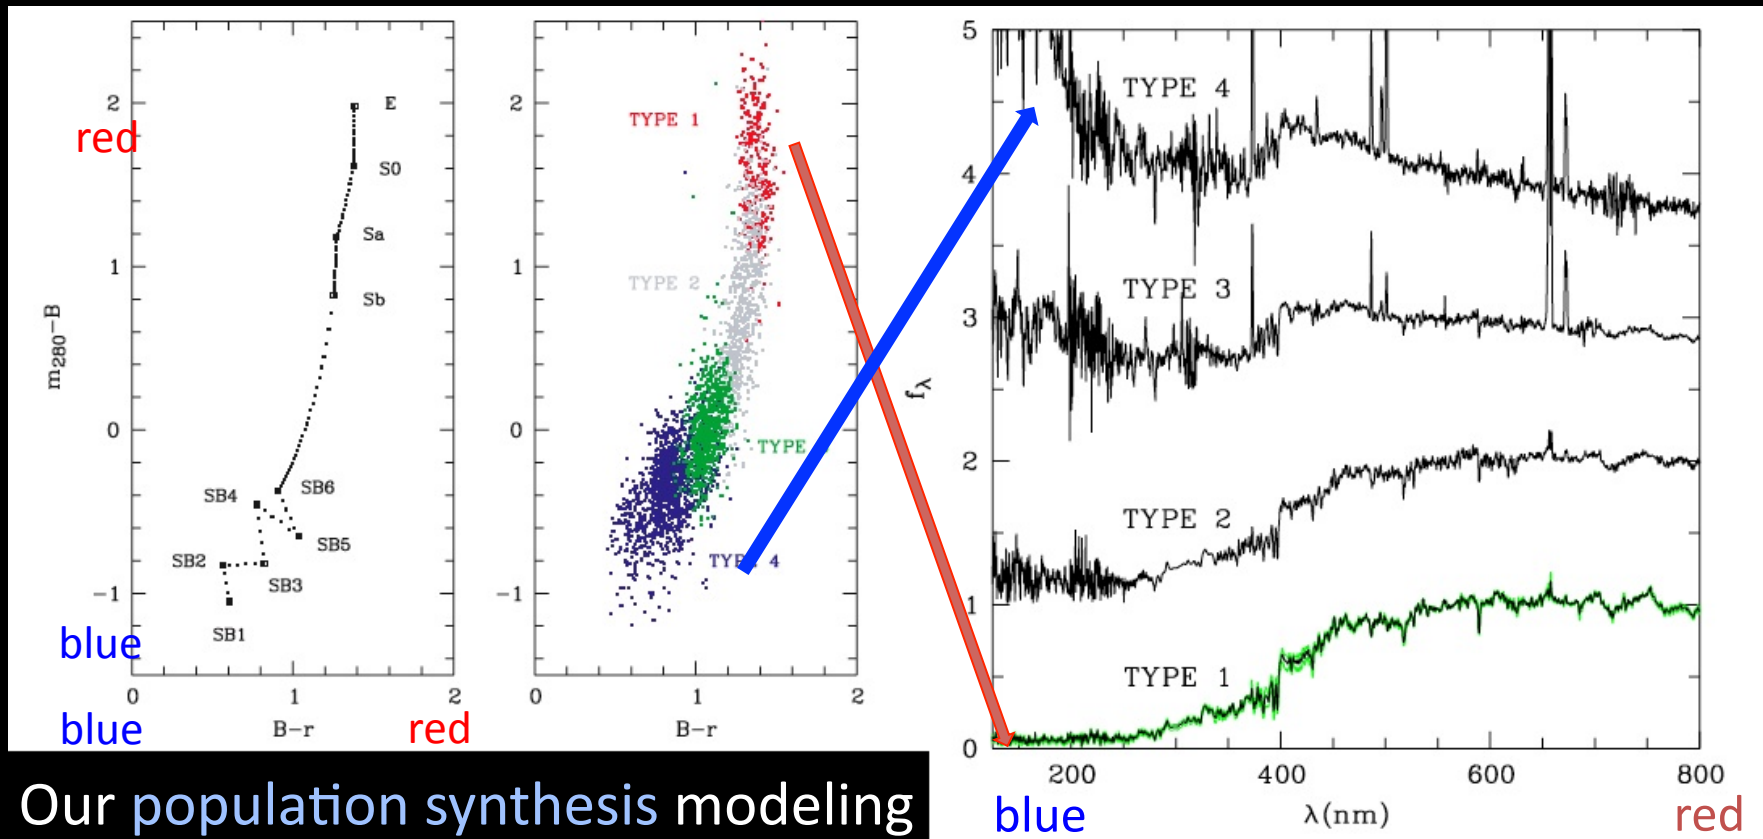 m280-B
2
1
0
-1
red
blue
E
S0
Sa
Sb
SB6
SB4
SB5
SB2
SB3
SB1
0 1 2
blue B-r red
2
1
0
-1
TYPE 1
TYPE 2
TYPE
TYPE 4
0 1 2
B-r
fλ
5
4
3
2
1
0
TYPE 4
TYPE 3
TYPE 2
TYPE 1
200 400 600 800
blue λ(nm) red
Our population synthesis modeling